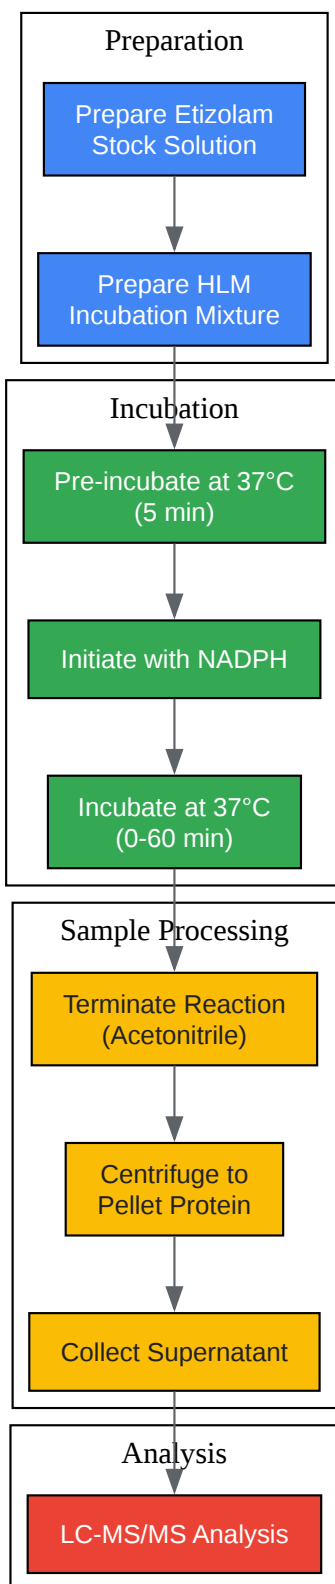 Preparation
Prepare Etizolam
Stock Solution
Prepare HLM
Incubation Mixture
Incubation
Pre-incubate at 37°C
(5 min)
Initiate with NADPH
Incubate at 37°C
(0-60 min)
Sample Processing
Terminate Reaction
(Acetonitrile)
Centrifuge to
Pellet Protein
Collect Supernatant
Analysis
LC-MS/MS Analysis